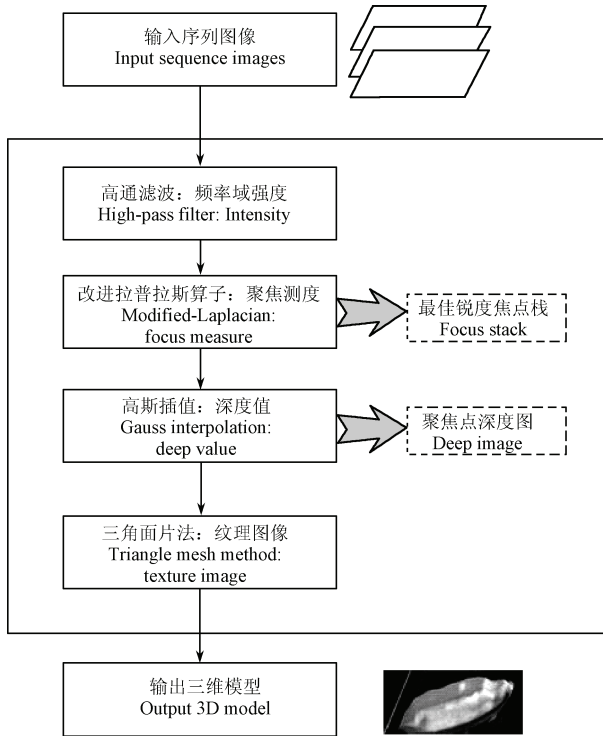 输入序列图像
Input sequence images
高通滤波：频率域强度
High-pass filter: Intensity
改进拉普拉斯算子：聚焦测度
Modified-Laplacian:
focus measure
最佳锐度焦点栈
Focus stack
高斯插值：深度值
Gauss interpolation:
deep value
聚焦点深度图
Deep image
三角面片法：纹理图像
Triangle mesh method:
texture image
输出三维模型
Output 3D model